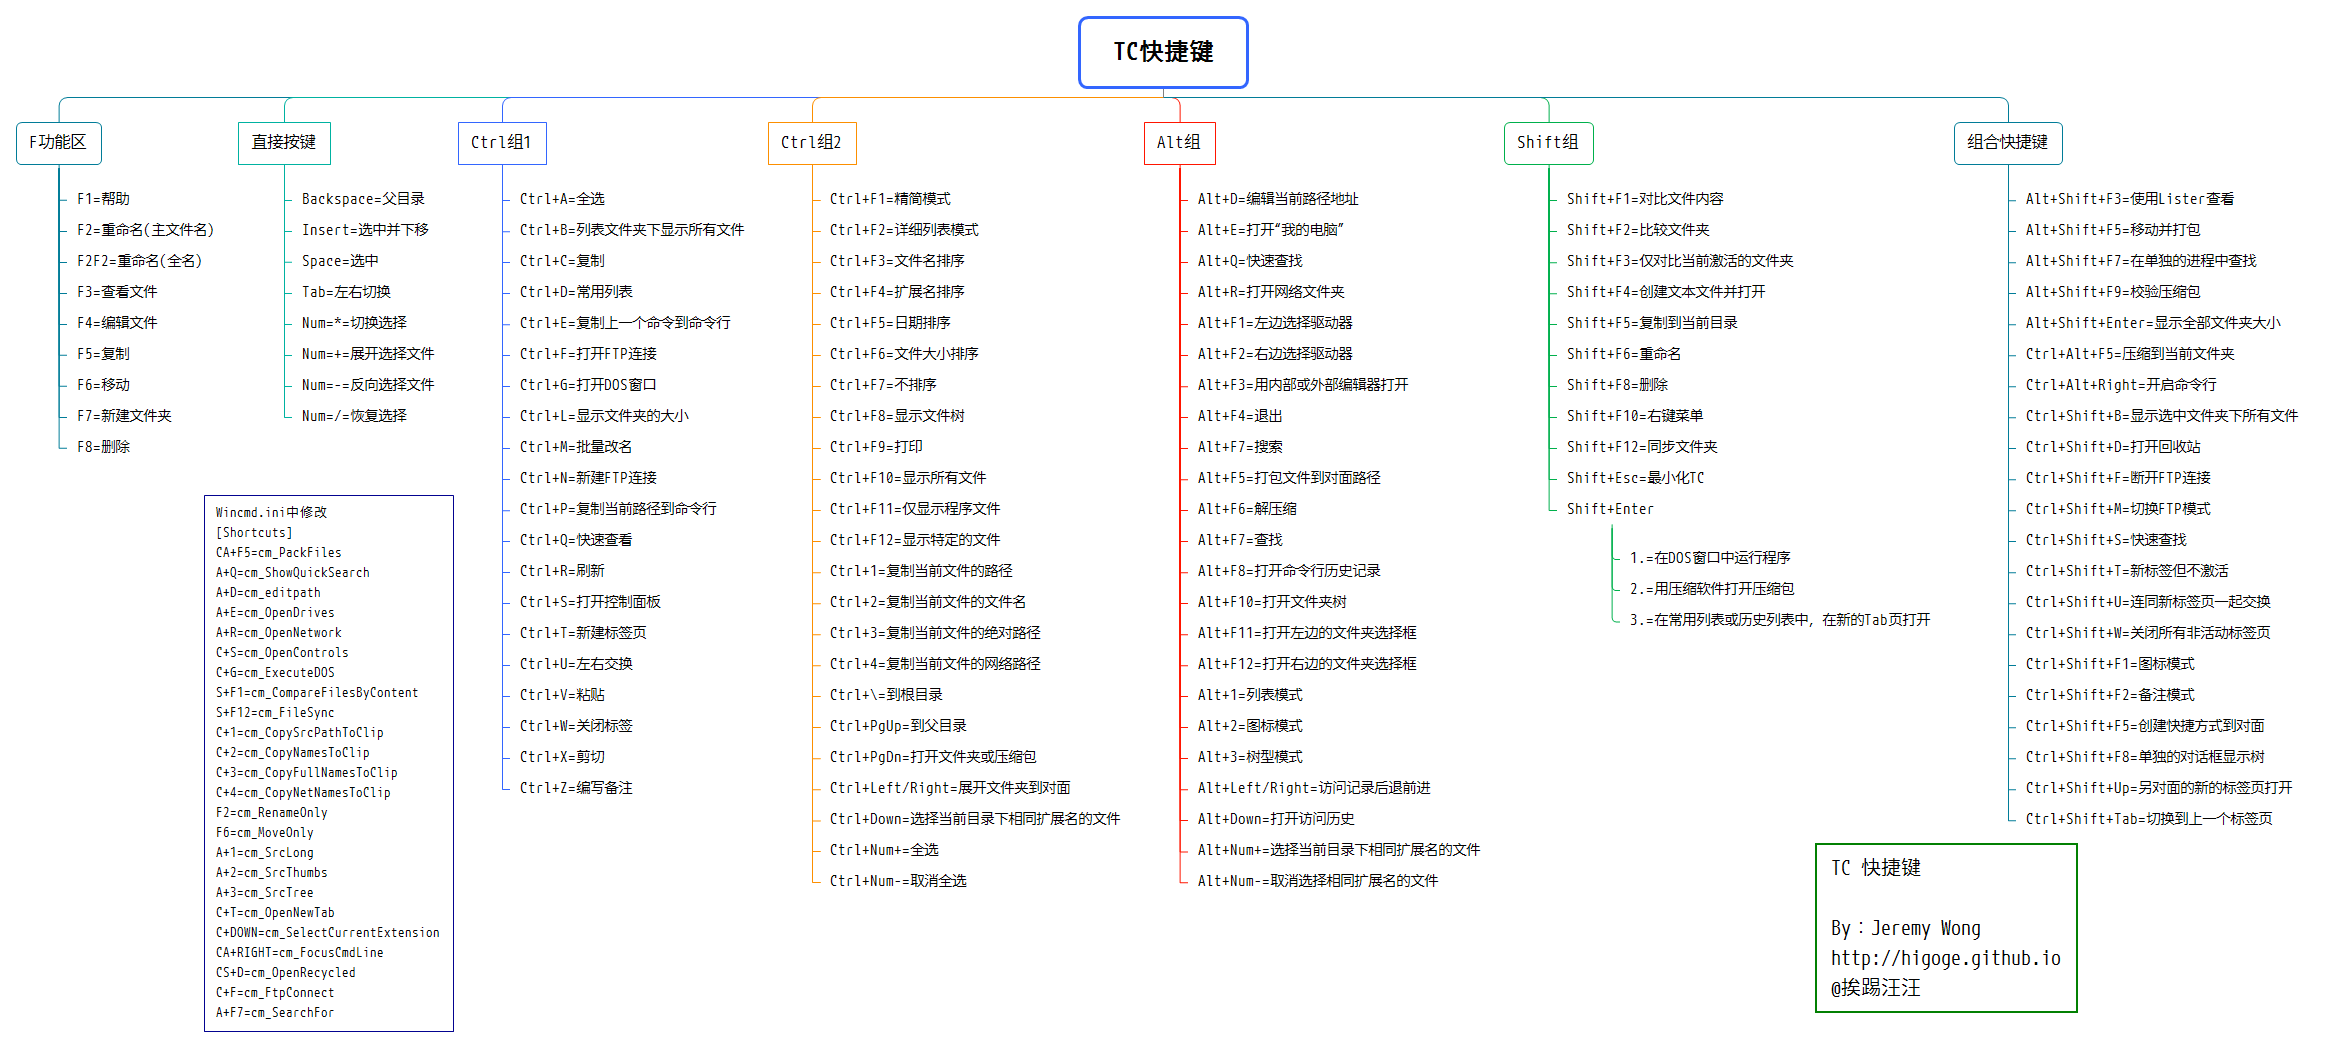 TC快捷键
F功能区
F1=帮助
F2=重命名(主文件名)
F2F2=重命名(全名)
F3=查看文件
F4=编辑文件
F5=复制
F6=移动
F7=新建文件夹
F8=删除
直接按键
Backspace=父目录
Insert=选中并下移
Space=选中
Tab=左右切换
Num=*=切换选择
Num=+=展开选择文件
Num=-=反向选择文件
Num=/=恢复选择
Wincmd.ini中修改
[Shortcuts]
CA+F5=cm_PackFiles
A+Q=cm_ShowQuickSearch
A+D=cm_editpath
A+E=cm_OpenDrives
A+R=cm_OpenNetwork
C+S=cm_OpenControls
C+G=cm_ExecuteDOS
S+F1=cm_CompareFilesByContent
S+F12=cm_FileSync
C+1=cm_CopySrcPathToClip
C+2=cm_CopyNamesToClip
C+3=cm_CopyFullNamesToClip
C+4=cm_CopyNetNamesToClip
F2=cm_RenameOnly
F6=cm_MoveOnly
A+1=cm_SrcLong
A+2=cm_SrcThumbs
A+3=cm_SrcTree
C+T=cm_OpenNewTab
C+DOWN=cm_SelectCurrentExtension
CA+RIGHT=cm_FocusCmdLine
CS+D=cm_OpenRecycled
C+F=cm_FtpConnect
A+F7=cm_SearchFor
Ctrl组1
Ctrl+A=全选
Ctrl+B=列表文件夹下显示所有文件
Ctrl+C=复制
Ctrl+D=常用列表
Ctrl+E=复制上一个命令到命令行
Ctrl+F=打开FTP连接
Ctrl+G=打开DOS窗口
Ctrl+L=显示文件夹的大小
Ctrl+M=批量改名
Ctrl+N=新建FTP连接
Ctrl+P=复制当前路径到命令行
Ctrl+Q=快速查看
Ctrl+R=刷新
Ctrl+S=打开控制面板
Ctrl+T=新建标签页
Ctrl+U=左右交换
Ctrl+V=粘贴
Ctrl+W=关闭标签
Ctrl+X=剪切
Ctrl+Z=编写备注
Ctrl组2
Ctrl+F1=精简模式
Ctrl+F2=详细列表模式
Ctrl+F3=文件名排序
Ctrl+F4=扩展名排序
Ctrl+F5=日期排序
Ctrl+F6=文件大小排序
Ctrl+F7=不排序
Ctrl+F8=显示文件树
Ctrl+F9=打印
Ctrl+F10=显示所有文件
Ctrl+F11=仅显示程序文件
Ctrl+F12=显示特定的文件
Ctrl+1=复制当前文件的路径
Ctrl+2=复制当前文件的文件名
Ctrl+3=复制当前文件的绝对路径
Ctrl+4=复制当前文件的网络路径
Ctrl+\=到根目录
Ctrl+PgUp=到父目录
Ctrl+PgDn=打开文件夹或压缩包
Ctrl+Left/Right=展开文件夹到对面
Ctrl+Down=选择当前目录下相同扩展名的文件
Ctrl+Num+=全选
Ctrl+Num-=取消全选
Alt组
Alt+D=编辑当前路径地址
Alt+E=打开“我的电脑”
Alt+Q=快速查找
Alt+R=打开网络文件夹
Alt+F1=左边选择驱动器
Alt+F2=右边选择驱动器
Alt+F3=用内部或外部编辑器打开
Alt+F4=退出
Alt+F7=搜索
Alt+F5=打包文件到对面路径
Alt+F6=解压缩
Alt+F7=查找
Alt+F8=打开命令行历史记录
Alt+F10=打开文件夹树
Alt+F11=打开左边的文件夹选择框
Alt+F12=打开右边的文件夹选择框
Alt+1=列表模式
Alt+2=图标模式
Alt+3=树型模式
Alt+Left/Right=访问记录后退前进
Alt+Down=打开访问历史
Alt+Num+=选择当前目录下相同扩展名的文件
Alt+Num-=取消选择相同扩展名的文件
Shift组
Shift+F1=对比文件内容
Shift+F2=比较文件夹
Shift+F3=仅对比当前激活的文件夹
Shift+F4=创建文本文件并打开
Shift+F5=复制到当前目录
Shift+F6=重命名
Shift+F8=删除
Shift+F10=右键菜单
Shift+F12=同步文件夹
Shift+Esc=最小化TC
Shift+Enter
1.=在DOS窗口中运行程序
2.=用压缩软件打开压缩包
3.=在常用列表或历史列表中，在新的Tab页打开
组合快捷键
Alt+Shift+F3=使用Lister查看
Alt+Shift+F5=移动并打包
Alt+Shift+F7=在单独的进程中查找
Alt+Shift+F9=校验压缩包
Alt+Shift+Enter=显示全部文件夹大小
Ctrl+Alt+F5=压缩到当前文件夹
Ctrl+Alt+Right=开启命令行
Ctrl+Shift+B=显示选中文件夹下所有文件
Ctrl+Shift+D=打开回收站
Ctrl+Shift+F=断开FTP连接
Ctrl+Shift+M=切换FTP模式
Ctrl+Shift+S=快速查找
Ctrl+Shift+T=新标签但不激活
Ctrl+Shift+U=连同新标签页一起交换
Ctrl+Shift+W=关闭所有非活动标签页
Ctrl+Shift+F1=图标模式
Ctrl+Shift+F2=备注模式
Ctrl+Shift+F5=创建快捷方式到对面
Ctrl+Shift+F8=单独的对话框显示树
Ctrl+Shift+Up=另对面的新的标签页打开
Ctrl+Shift+Tab=切换到上一个标签页
TC 快捷键
By：Jeremy Wong
http://higoge.github.io
@挨踢汪汪